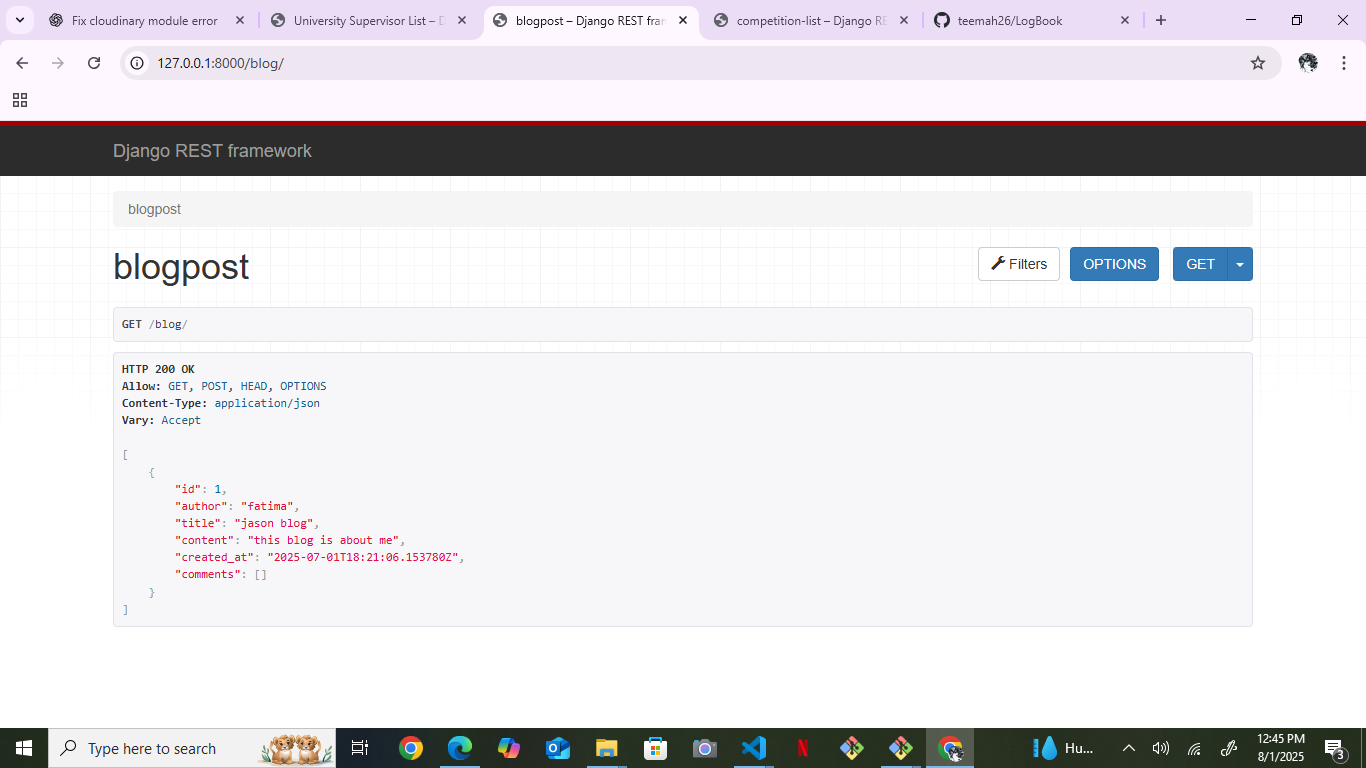 Fix cloudinary module error
University Supervisor List – D
blogpost – Django REST fram
competition-list – Django RE
teemah26/LogBook
127.0.0.1:8000/blog/
Django REST framework
blogpost
blogpost
Filters
OPTIONS
GET
GET /blog/
HTTP 200 OK
Allow: GET, POST, HEAD, OPTIONS
Content-Type: application/json
Vary: Accept
[
    {
        "id": 1,
        "author": "fatima",
        "title": "jason blog",
        "content": "this blog is about me",
        "created_at": "2025-07-01T18:21:06.153780Z",
        "comments": []
    }
]
Type here to search
Hu...
12:45 PM
8/1/2025
3